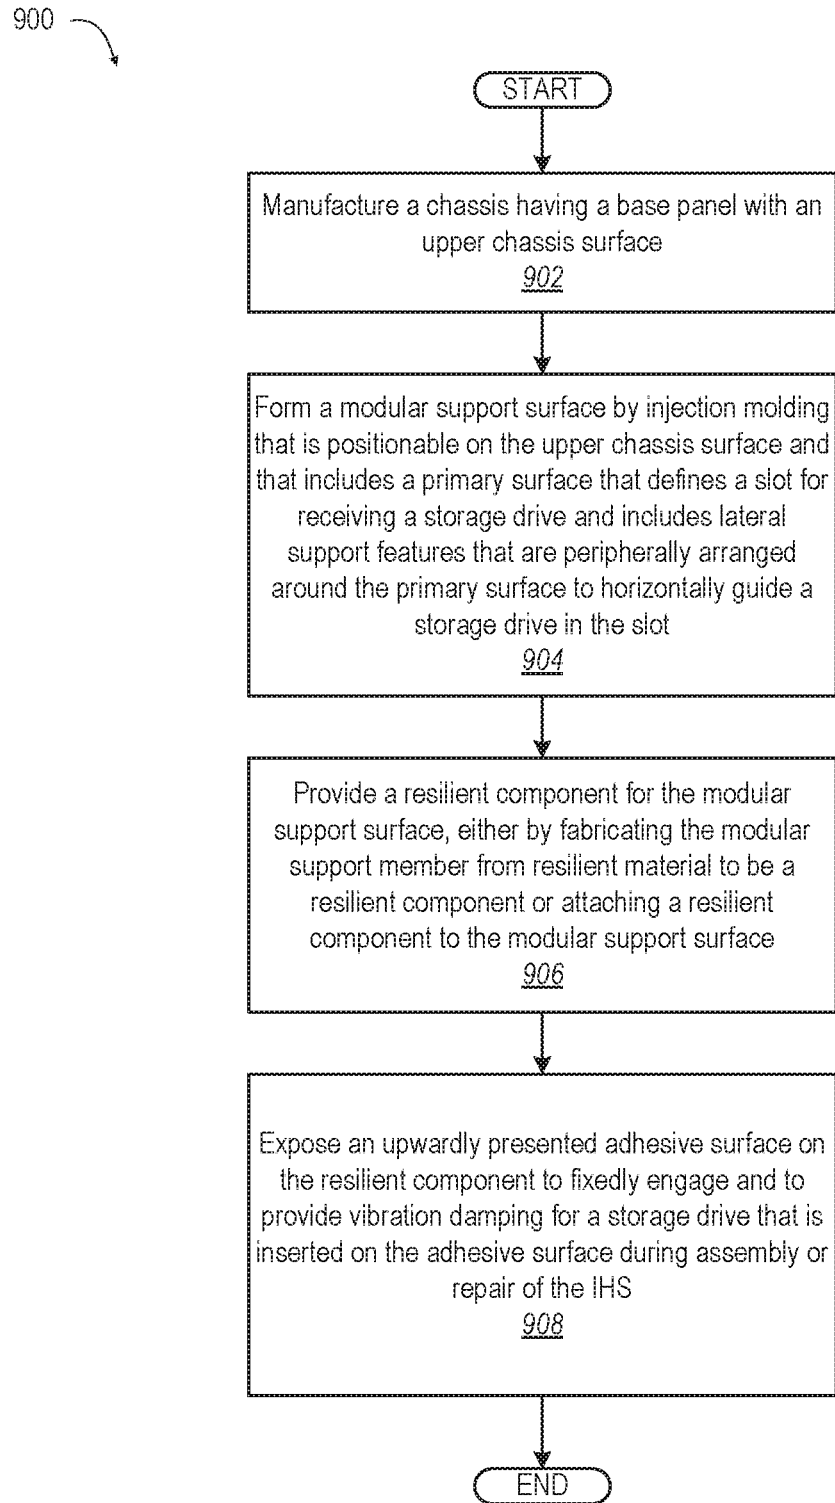 900
START
Manufacture a chassis having a base panel with an
upper chassis surface
902
Form a modular support surface by injection molding
that is positionable on the upper chassis surface and
that includes a primary surface that defines a slot for
receiving a storage drive and includes lateral
support features that are peripherally arranged
around the primary surface to horizontally guide a
storage drive in the slot
904
Provide a resilient component for the modular
support surface, either by fabricating the modular
support member from resilient material to be a
resilient component or attaching a resilient
component to the modular support surface
906
Expose an upwardly presented adhesive surface on
the resilient component to fixedly engage and to
provide vibration damping for a storage drive that is
inserted on the adhesive surface during assembly or
repair of the IHS
908
END